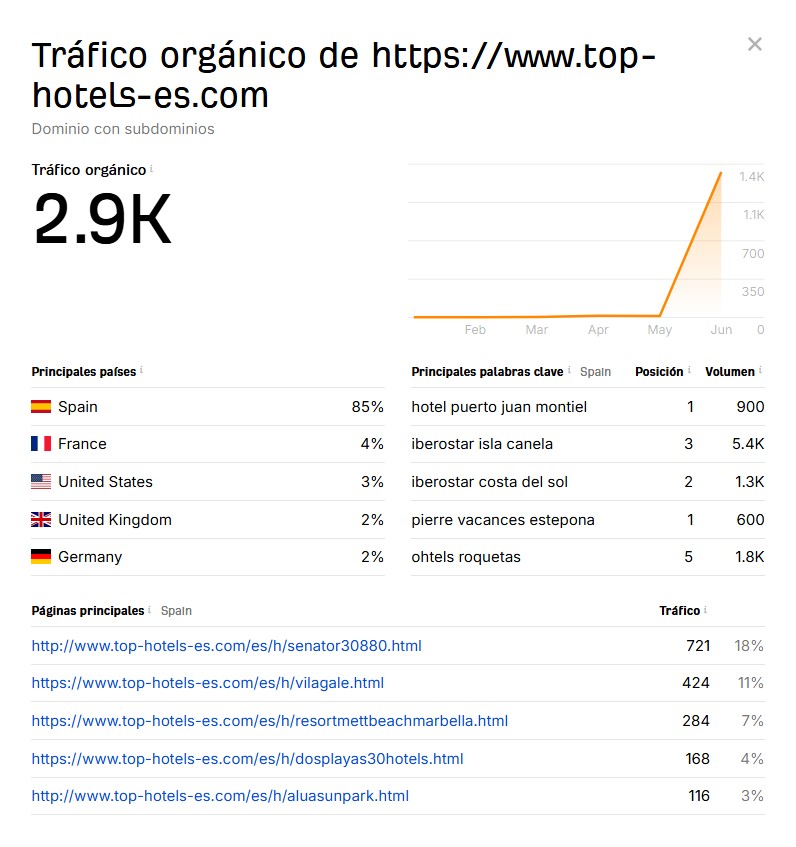 Tráfico orgánico de https://www.top-
hotels-es.com
Dominio con subdominios
Tráfico orgánico i
2.9K
1.4K
1.1K
700
350
Feb Mar Apr May Jun 0
Principales países i
Spain 85%
France 4%
United States 3%
United Kingdom 2%
Germany 2%
Principales palabras clave i Spain Posición i Volumen i
hotel puerto juan montiel 1 900
iberostar isla canela 3 5.4K
iberostar costa del sol 2 1.3K
pierre vacances estepona 1 600
ohtels roquetas 5 1.8K
Páginas principales i Spain Tráfico i
http://www.top-hotels-es.com/es/h/senator30880.html 721 18%
https://www.top-hotels-es.com/es/h/vilagale.html 424 11%
https://www.top-hotels-es.com/es/h/resortmettbeachmarbella.html 284 7%
https://www.top-hotels-es.com/es/h/dosplayas30hotels.html 168 4%
http://www.top-hotels-es.com/es/h/aluasunpark.html 116 3%